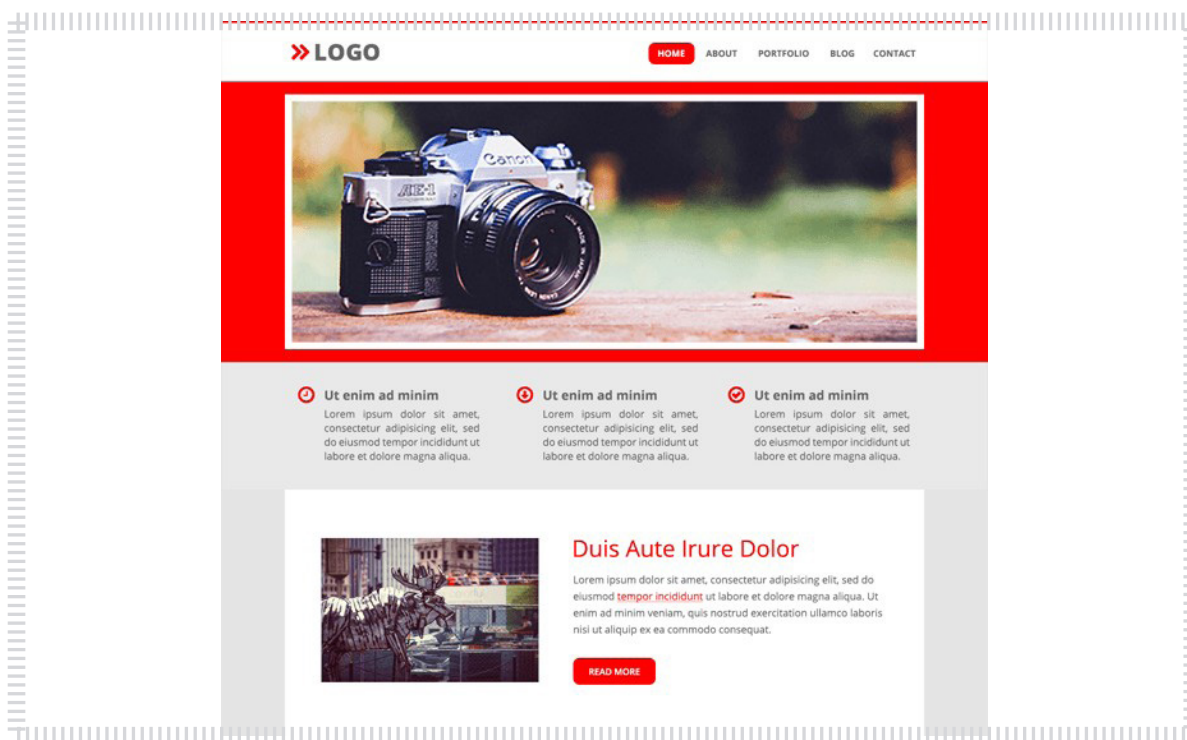 LOGO
HOME ABOUT PORTFOLIO BLOG CONTACT
Canon
AE-1
CANON LENS
MADE IN JAPAN
Ut enim ad minim
Lorem ipsum dolor sit amet,
consectetur adipisicing elit, sed
do eiusmod tempor incididunt ut
labore et dolore magna aliqua.
Ut enim ad minim
Lorem ipsum dolor sit amet,
consectetur adipisicing elit, sed
do eiusmod tempor incididunt ut
labore et dolore magna aliqua.
Ut enim ad minim
Lorem ipsum dolor sit amet,
consectetur adipisicing elit, sed
do eiusmod tempor incididunt ut
labore et dolore magna aliqua.
Duis Aute Irure Dolor
Lorem ipsum dolor sit amet, consectetur adipisicing elit, sed do
eiusmod tempor incididunt ut labore et dolore magna aliqua. Ut
enim ad minim veniam, quis nostrud exercitation ullamco laboris
nisi ut aliquip ex ea commodo consequat.
READ MORE